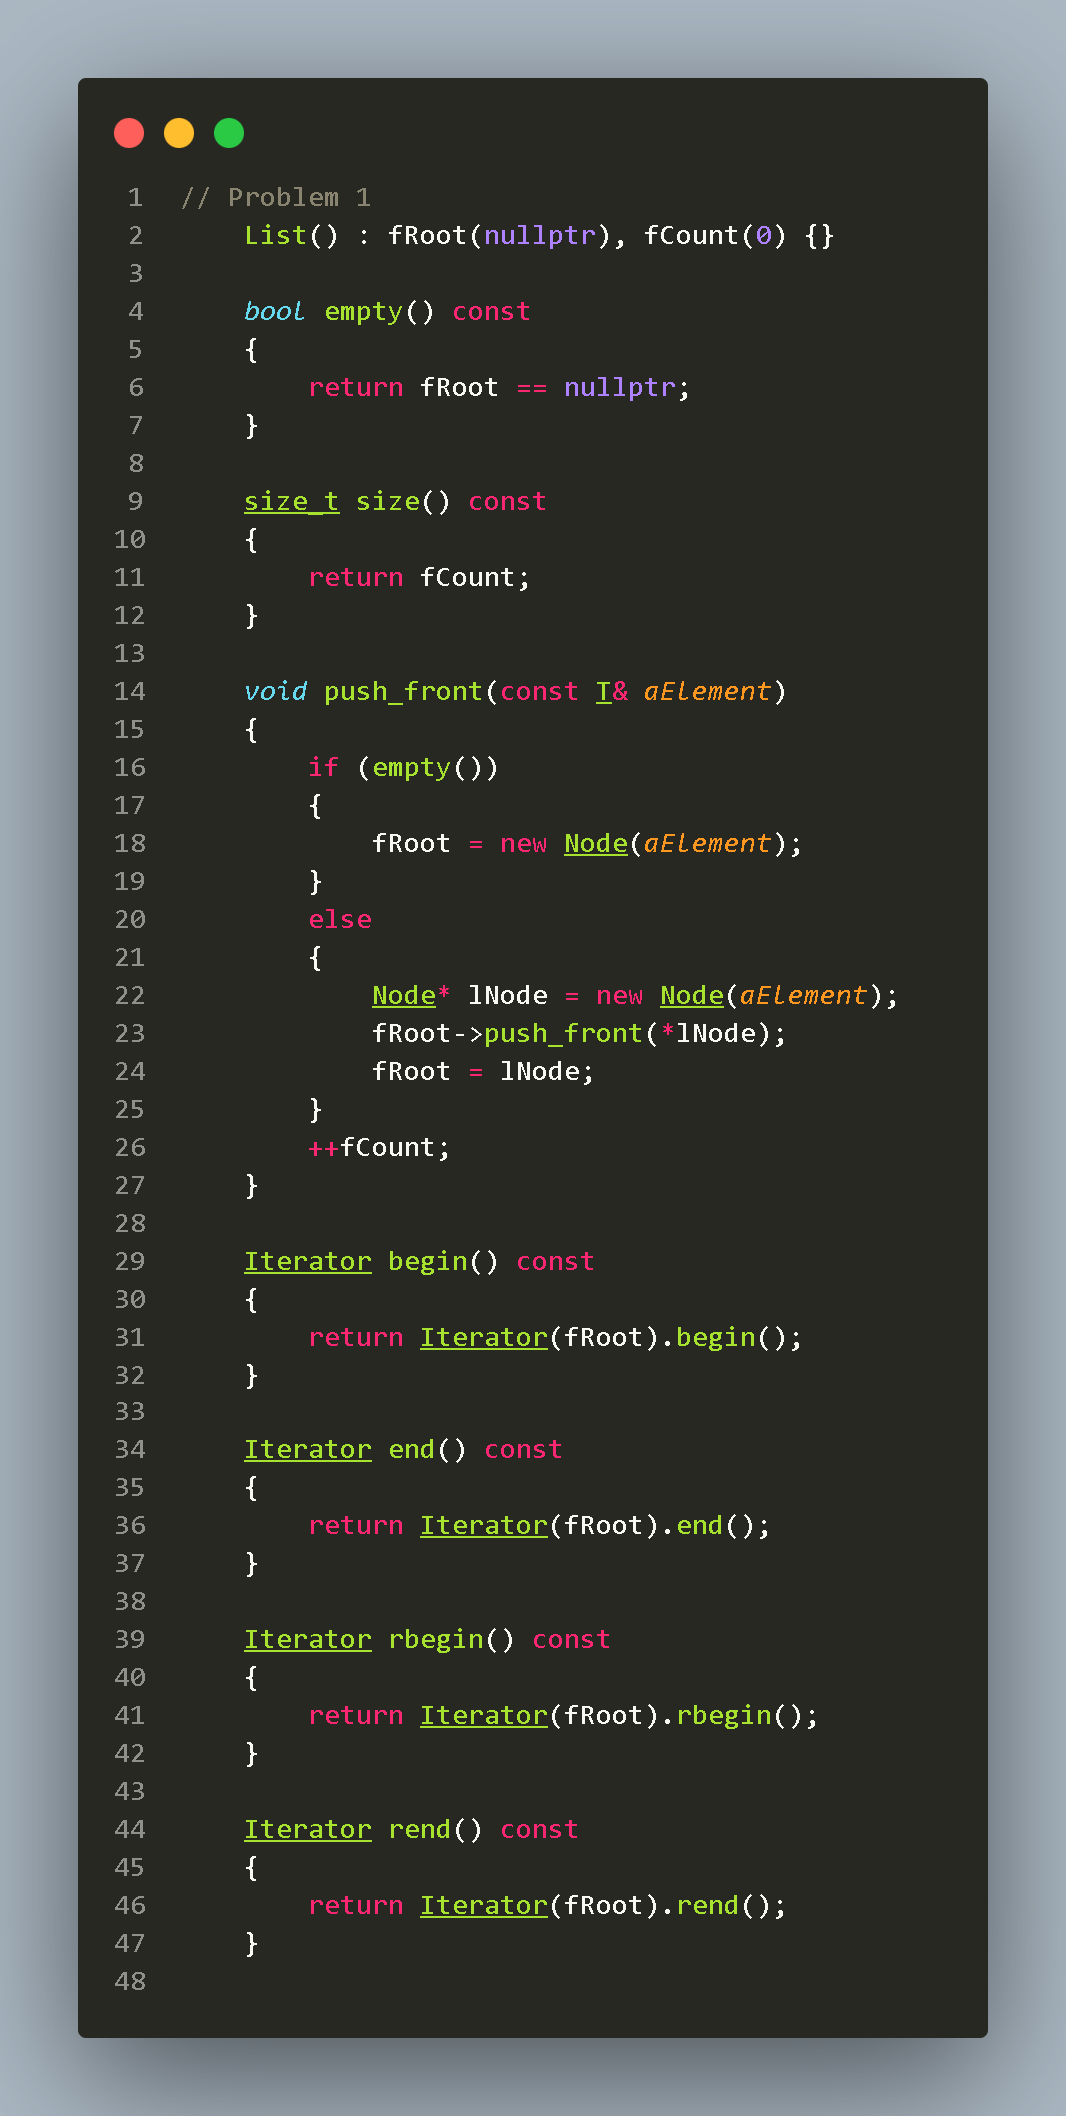 1 // Problem 1
2     List() : fRoot(nullptr), fCount(0) {}
3
4     bool empty() const
5     {
6         return fRoot == nullptr;
7     }
8
9     size_t size() const
10     {
11         return fCount;
12     }
13
14     void push_front(const T& aElement)
15     {
16         if (empty())
17         {
18             fRoot = new Node(aElement);
19         }
20         else
21         {
22             Node* lNode = new Node(aElement);
23             fRoot->push_front(*lNode);
24             fRoot = lNode;
25         }
26         ++fCount;
27     }
28
29     Iterator begin() const
30     {
31         return Iterator(fRoot).begin();
32     }
33
34     Iterator end() const
35     {
36         return Iterator(fRoot).end();
37     }
38
39     Iterator rbegin() const
40     {
41         return Iterator(fRoot).rbegin();
42     }
43
44     Iterator rend() const
45     {
46         return Iterator(fRoot).rend();
47     }
48